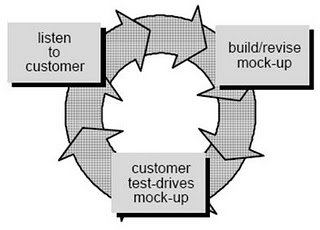 listen
to
customer
build/revise
mock-up
customer
test-drives
mock-up